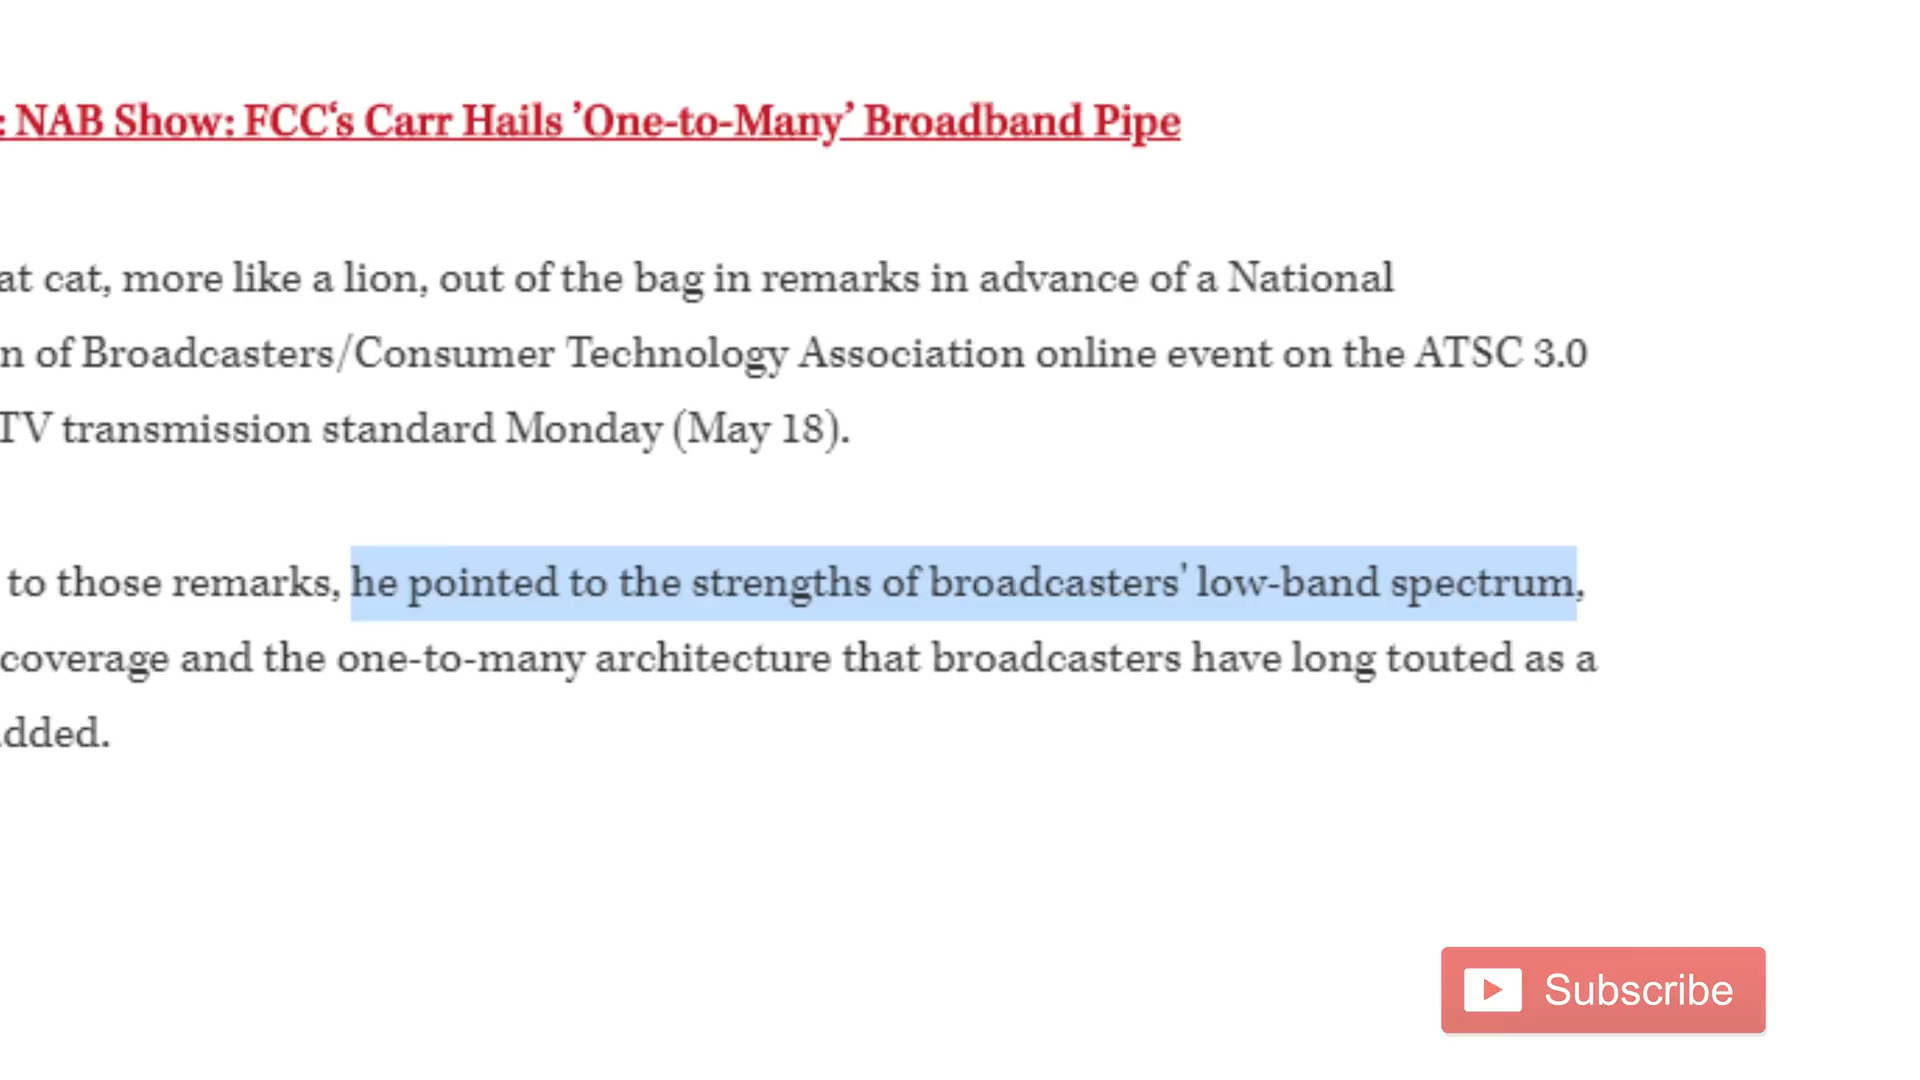 : NAB Show: FCC‘s Carr Hails ’One-to-Many’ Broadband Pipe
at cat, more like a lion, out of the bag in remarks in advance of a National
n of Broadcasters/Consumer Technology Association online event on the ATSC 3.0
TV transmission standard Monday (May 18).
to those remarks, he pointed to the strengths of broadcasters' low-band spectrum,
coverage and the one-to-many architecture that broadcasters have long touted as a
dded.
Subscribe